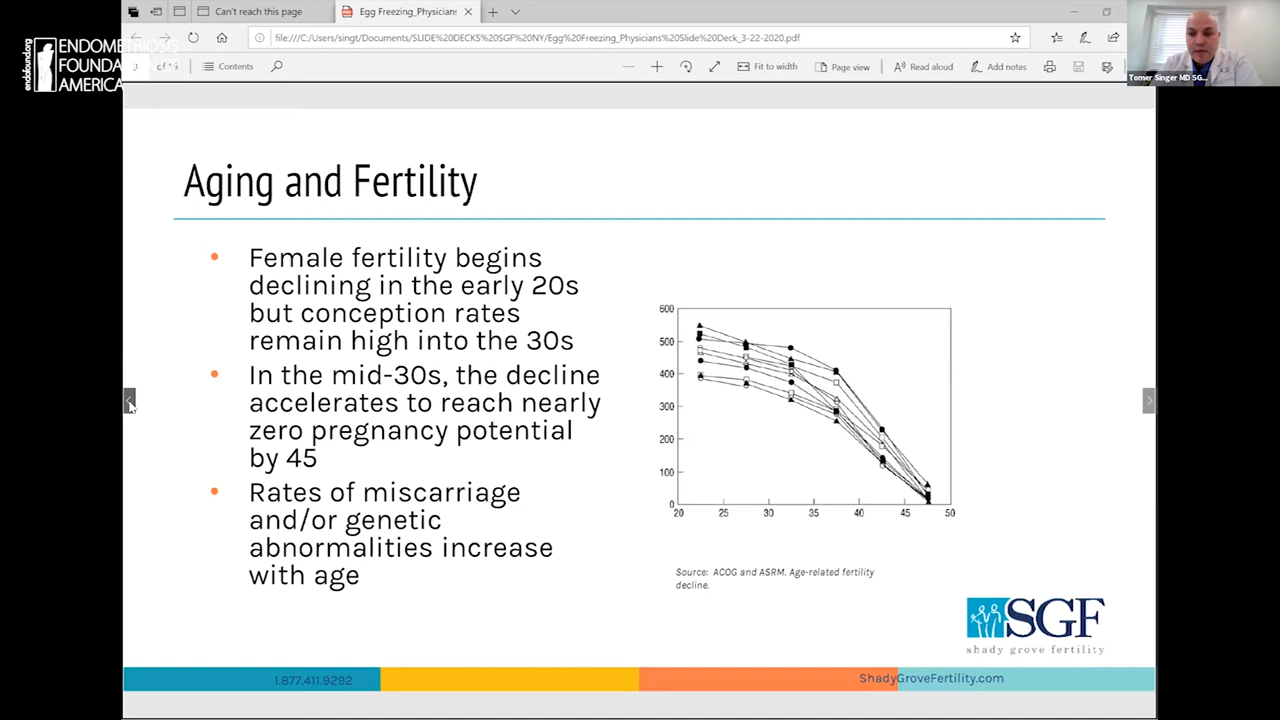 Can't reach this page
Egg Freezing_Physicians
file:///C:/Users/singt/Documents/SLIDE%20DECKS%20SGF%20NY/Egg%20Freezing_Physicians%20Slide%20Deck_3-22-2020.pdf
Contents
Fit to width
Page view
Read aloud
Add notes
Tomer Singer MD SG...
endofound.org
ENDOMETRIOSIS
FOUNDATION
AMERICA
Aging and Fertility
• Female fertility begins
declining in the early 20s
but conception rates
remain high into the 30s
• In the mid-30s, the decline
accelerates to reach nearly
zero pregnancy potential
by 45
• Rates of miscarriage
and/or genetic
abnormalities increase
with age
600
500
400
300
200
100
0
20 25 30 35 40 45 50
Source: ACOG and ASRM. Age-related fertility
decline.
SGF
shady grove fertility
1.877.411.9292
ShadyGroveFertility.com